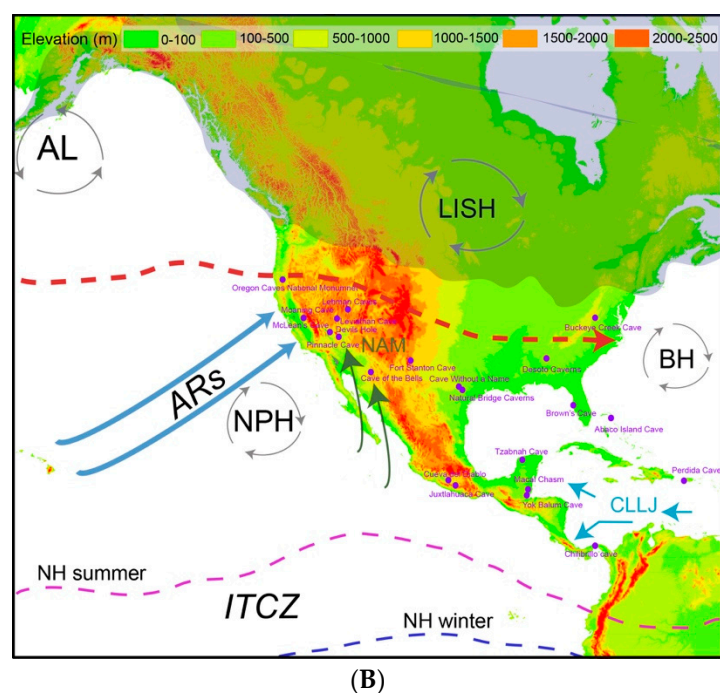 Elevation (m) 0-100 100-500 500-1000 1000-1500 1500-2000 2000-2500
AL
LISH
Oregon Caves National Monumnet
Lehman Caves
Moaning Cave
McLean's Cave
Leviathan Cave
Devils Hole
Pinnacle Cave
NAM
Buckeye Creek Cave
Fort Stanton Cave
Desoto Caverns
BH
Cave of the Bells
Cave Without a Name
Natural Bridge Caverns
ARs
NPH
Brown's Cave
Abaco Island Cave
Tzabnah Cave
Cueva del Diablo
Macal Chasm
Perdida Cave
Juxtlahuaca Cave
Yok Balum Cave
CLLJ
Chilibrillo cave
NH summer
ITCZ
NH winter
(B)